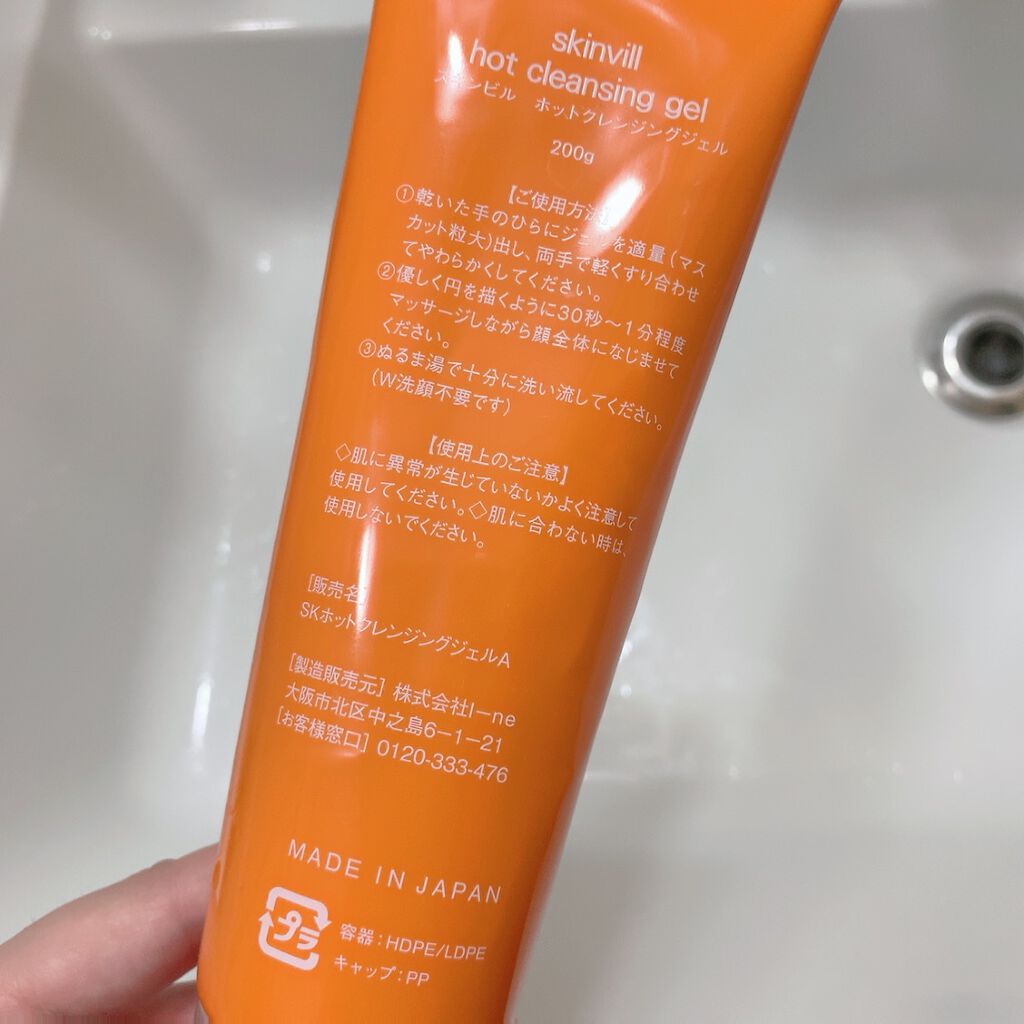 skinvill
hot cleansing gel
スキンビル ホットクレンジングジェル
200g
【ご使用方法】
①乾いた手のひらにジェルを適量(マス
カット粒大)出し、両手で軽くすり合わせ
てやわらかくしてください。
②優しく円を描くように30秒～1分程度
マッサージしながら顔全体になじませて
ください。
③ぬるま湯で十分に洗い流してください。
(W洗顔不要です)
【使用上のご注意】
◇肌に異常が生じていないかよく注意して
使用してください。◇肌に合わない時は、
使用しないでください。
[販売名]
SKホットクレンジングジェルA
[製造販売元] 株式会社I-ne
大阪市北区中之島6-1-21
[お客様窓口] 0120-333-476
MADE IN JAPAN
プラ
容器:HDPE/LDPE
キャップ:PP